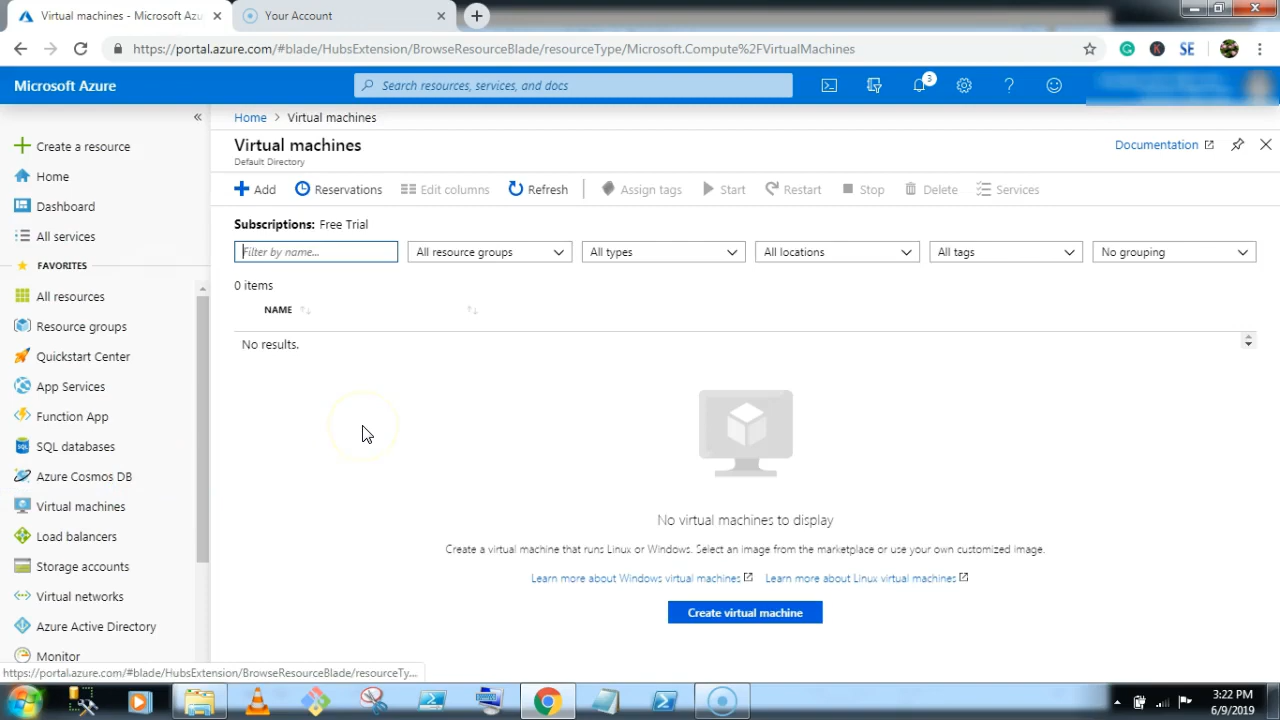 Virtual machines - Microsoft Azu
Your Account
https://portal.azure.com/#blade/HubsExtension/BrowseResourceBlade/resourceType/Microsoft.Compute%2FVirtualMachines
SE
Microsoft Azure
Search resources, services, and docs
3
Create a resource
Home
Dashboard
All services
FAVORITES
All resources
Resource groups
Quickstart Center
App Services
Function App
SQL databases
Azure Cosmos DB
Virtual machines
Load balancers
Storage accounts
Virtual networks
Azure Active Directory
Monitor
Home > Virtual machines
Virtual machines
Default Directory
Documentation
Add
Reservations
Edit columns
Refresh
Assign tags
Start
Restart
Stop
Delete
Services
Subscriptions: Free Trial
Filter by name...
All resource groups
All types
All locations
All tags
No grouping
0 items
NAME
No results.
No virtual machines to display
Create a virtual machine that runs Linux or Windows. Select an image from the marketplace or use your own customized image.
Learn more about Windows virtual machines
Learn more about Linux virtual machines
Create virtual machine
https://portal.azure.com/#blade/HubsExtension/BrowseResourceBlade/resourceTy...
3:22 PM
6/9/2019